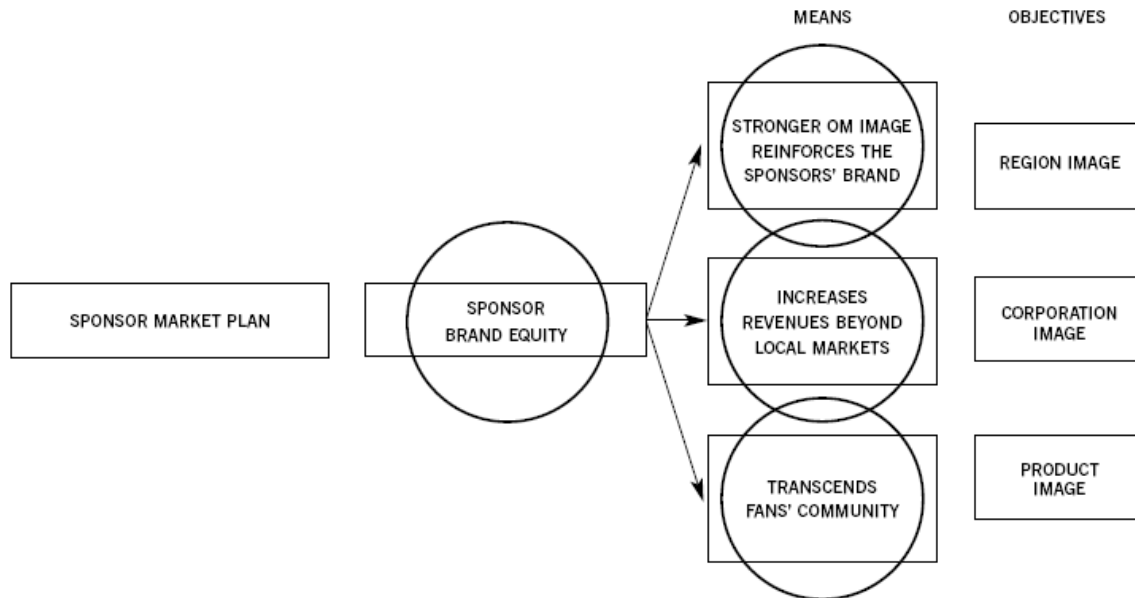 MEANS
OBJECTIVES
STRONGER OM IMAGE
REINFORCES THE
SPONSORS' BRAND
REGION IMAGE
SPONSOR MARKET PLAN
SPONSOR
BRAND EQUITY
INCREASES
REVENUES BEYOND
LOCAL MARKETS
CORPORATION
IMAGE
TRANSCENDS
FANS' COMMUNITY
PRODUCT
IMAGE